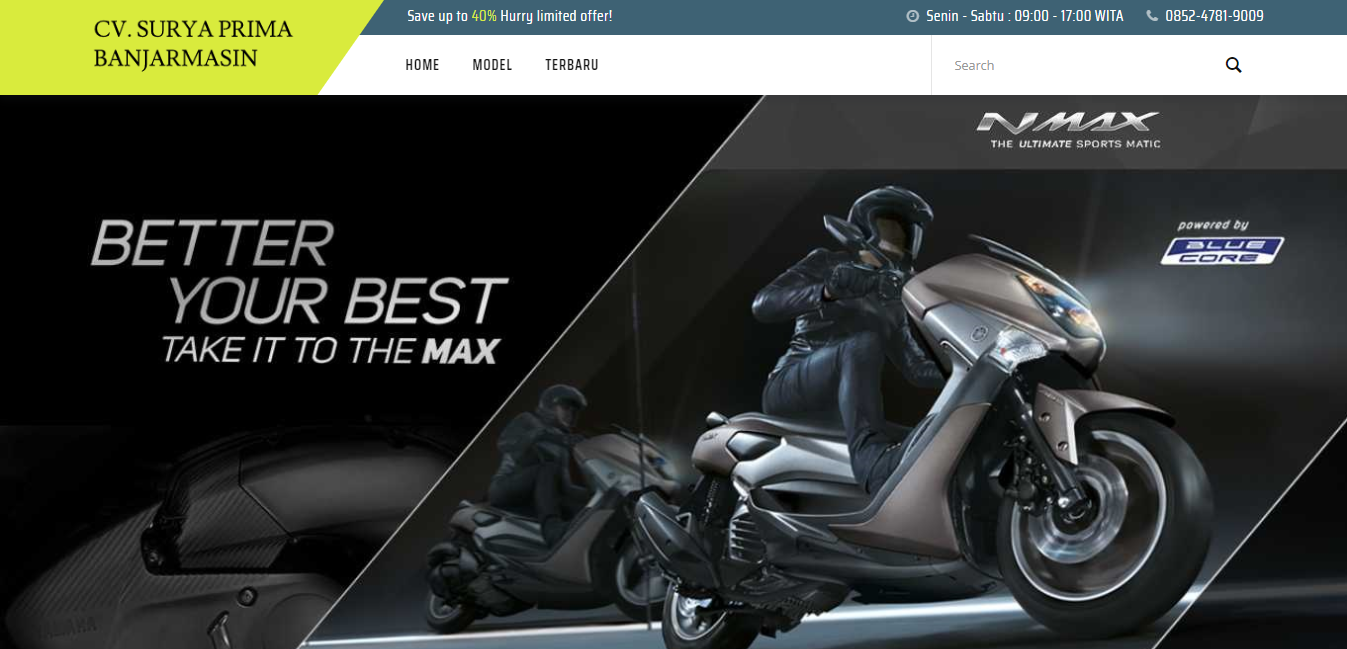 CV. SURYA PRIMA
BANJARMASIN
Save up to 40% Hurry limited offer!
Senin - Sabtu : 09:00 - 17:00 WITA
0852-4781-9009
HOME
MODEL
TERBARU
Search
NMAX
THE ULTIMATE SPORTS MATIC
powered by
BLUE
CORE
BETTER
YOUR BEST
TAKE IT TO THE MAX
YAMAHA